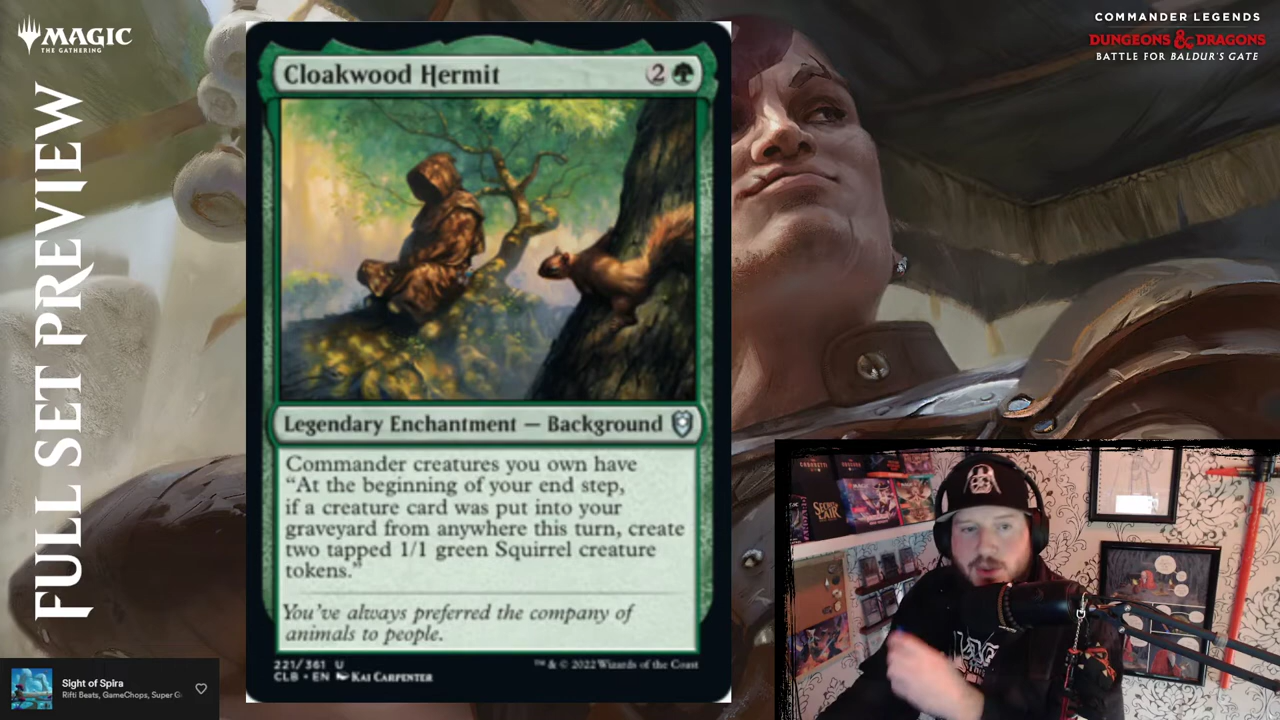 MAGIC
THE GATHERING
FULL SET PREVIEW
Cloakwood Hermit 2
Legendary Enchantment — Background
Commander creatures you own have
“At the beginning of your end step,
if a creature card was put into your
graveyard from anywhere this turn, create
two tapped 1/1 green Squirrel creature
tokens.”
You've always preferred the company of
animals to people.
221/361 U
CLB • EN KAI CARPENTER
™ & © 2022 Wizards of the Coast
COMMANDER LEGENDS
DUNGEONS & DRAGONS
BATTLE FOR BALDUR'S GATE
SECRET
LAIR
Sight of Spira
Rifti Beats, GameChops, Super G